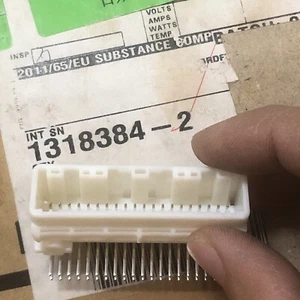 VOLTS
AMPS
WATTS
TEMP
INSP
2011/65/EU SUBSTANCE COMP
INT SN
1318384-2